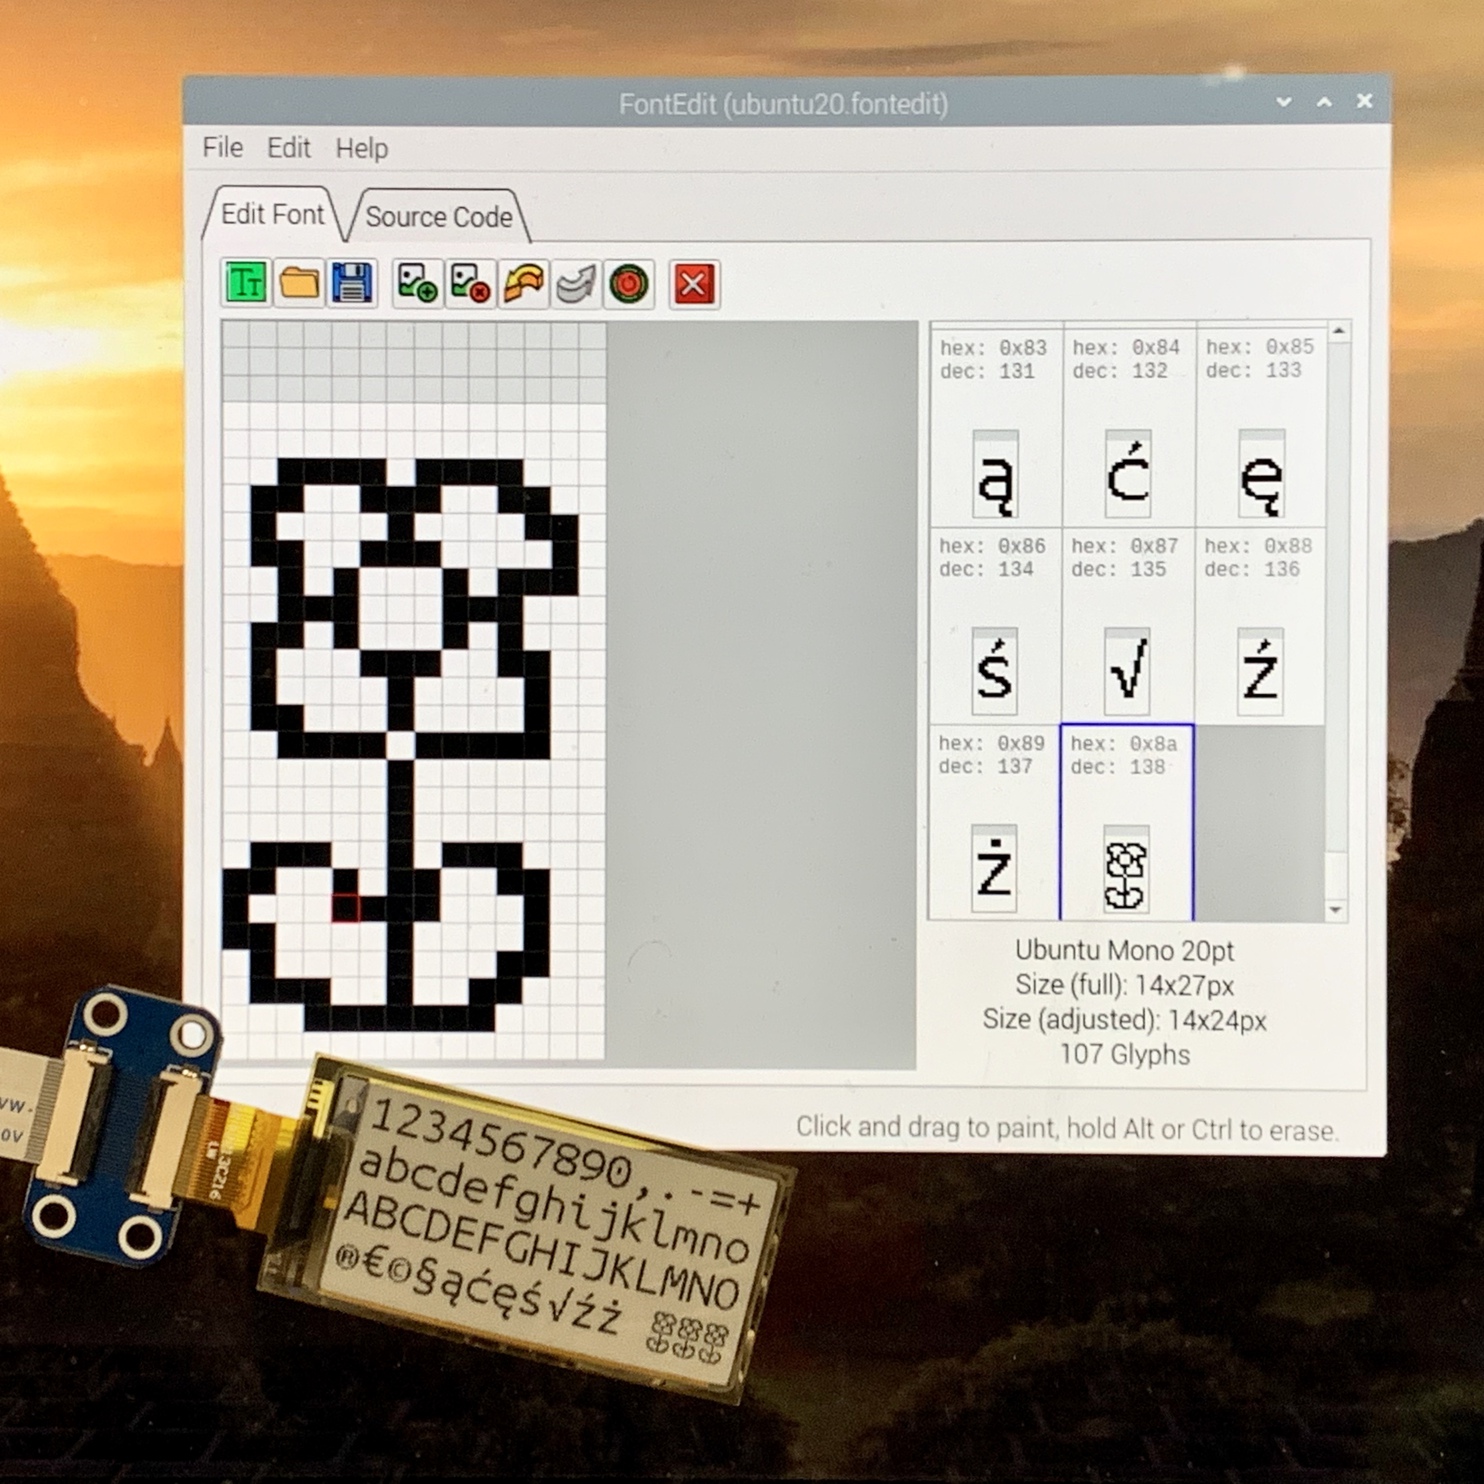 FontEdit (ubuntu20.fontedit)
File Edit Help
Edit Font Source Code
hex: 0x83 hex: 0x84 hex: 0x85
dec: 131 dec: 132 dec: 133
ą ć ę
hex: 0x86 hex: 0x87 hex: 0x88
dec: 134 dec: 135 dec: 136
ś √ ź
hex: 0x89 hex: 0x8a
dec: 137 dec: 138
ż
Ubuntu Mono 20pt
Size (full): 14x27px
Size (adjusted): 14x24px
107 Glyphs
Click and drag to paint, hold Alt or Ctrl to erase.
1234567890,.-=+
abcdefghijklmno
ABCDEFGHIJKLMNO
®€©§ąćęś√źż